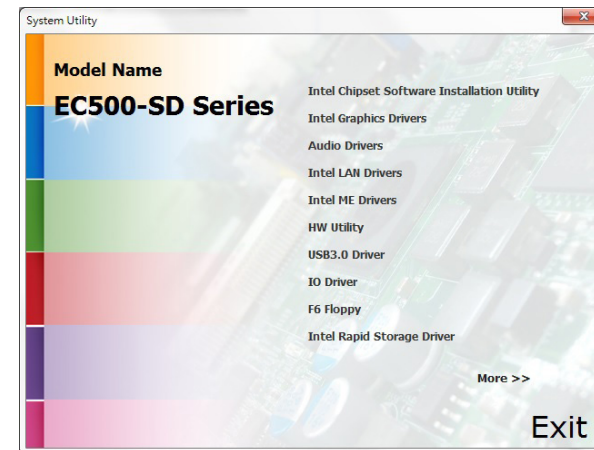 System Utility
Model Name
EC500-SD Series
Intel Chipset Software Installation Utility
Intel Graphics Drivers
Audio Drivers
Intel LAN Drivers
Intel ME Drivers
HW Utility
USB3.0 Driver
IO Driver
F6 Floppy
Intel Rapid Storage Driver
More >>
Exit